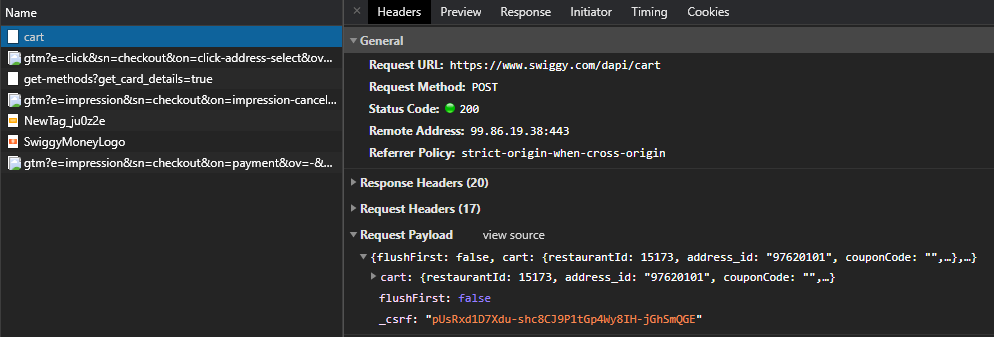 Name
cart
gtm?e=click&sn=checkout&on=click-address-select&ov...
get-methods?get_card_details=true
gtm?e=impression&sn=checkout&on=impression-cancel...
NewTag_ju0z2e
SwiggyMoneyLogo
gtm?e=impression&sn=checkout&on=payment&ov=-&...
× Headers Preview Response Initiator Timing Cookies
General
Request URL: https://www.swiggy.com/dapi/cart
Request Method: POST
Status Code: 200
Remote Address: 99.86.19.38:443
Referrer Policy: strict-origin-when-cross-origin
Response Headers (20)
Request Headers (17)
Request Payload view source
{flushFirst: false, cart: {restaurantId: 15173, address_id: "97620101", couponCode: "",…},…}
cart: {restaurantId: 15173, address_id: "97620101", couponCode: "",…}
flushFirst: false
_csrf: "pUsRxd1D7Xdu-shc8CJ9P1tGp4Wy8IH-jGhSmQGE"